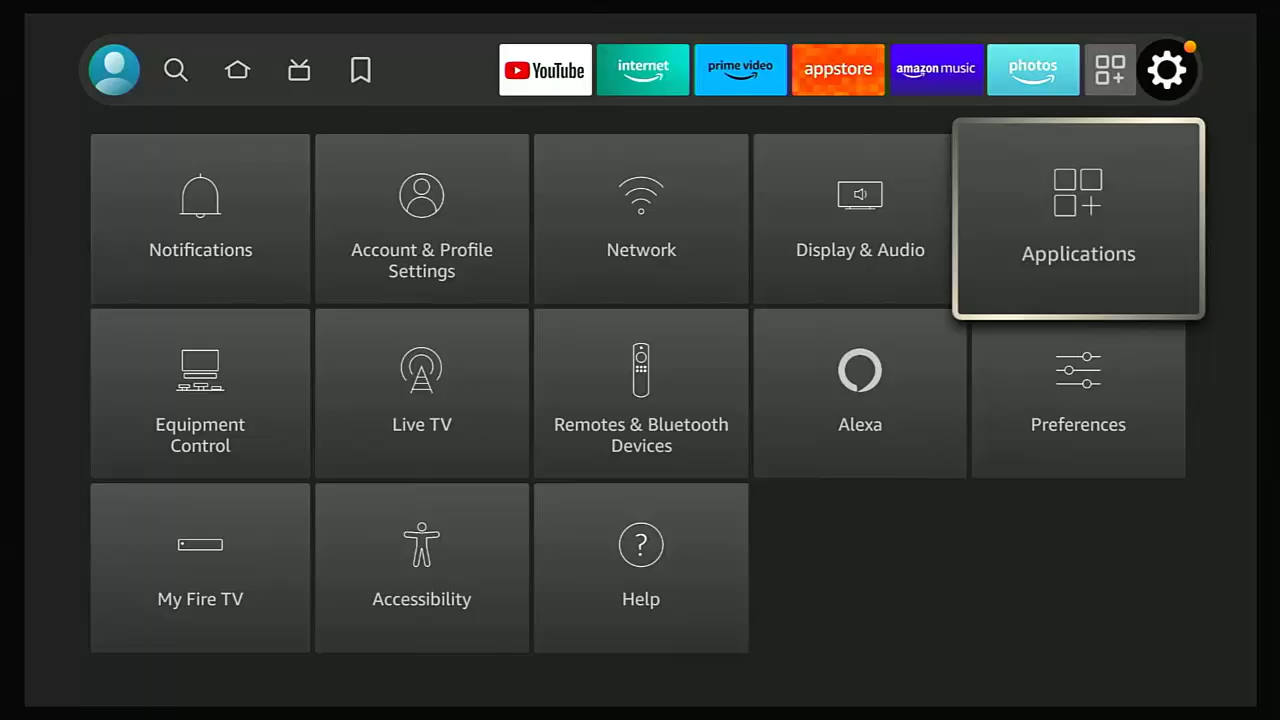 YouTube
internet
prime video
appstore
amazon music
photos
Notifications
Account & Profile
Settings
Network
Display & Audio
Applications
Equipment
Control
Live TV
Remotes & Bluetooth
Devices
Alexa
Preferences
My Fire TV
Accessibility
?
Help